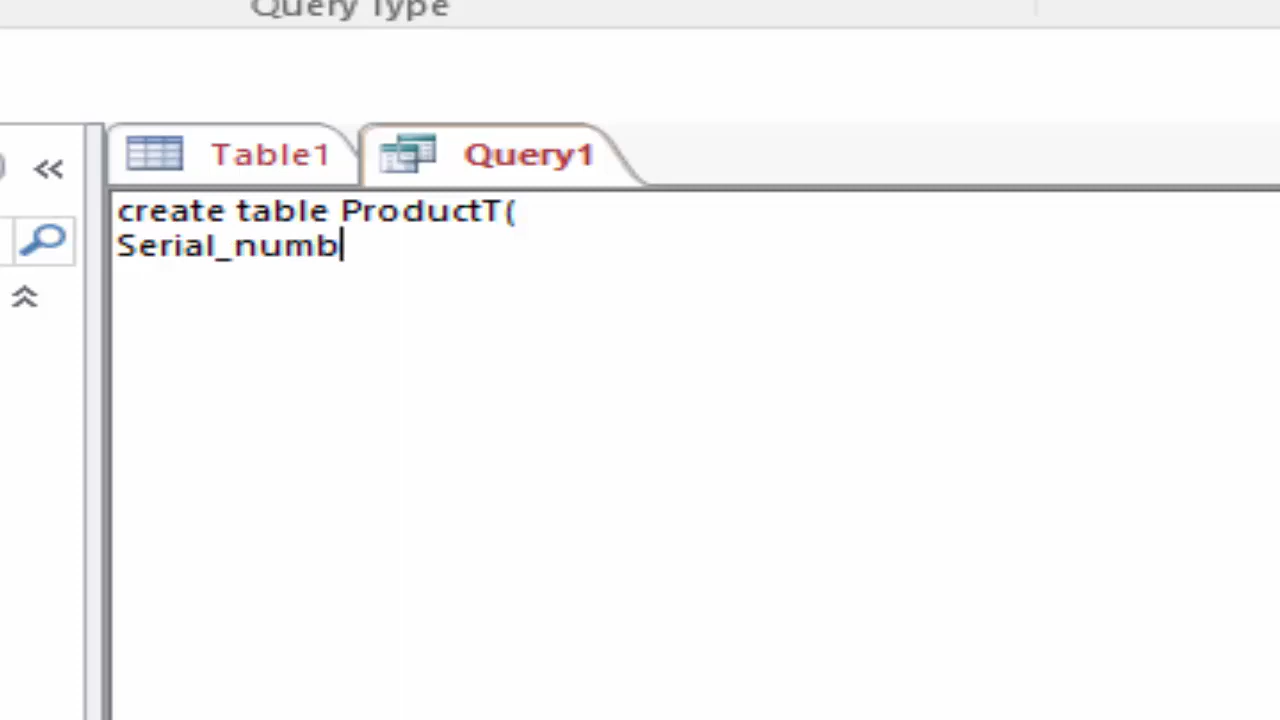 Query Type
Table1
Query1
create table ProductT(
Serial_numb